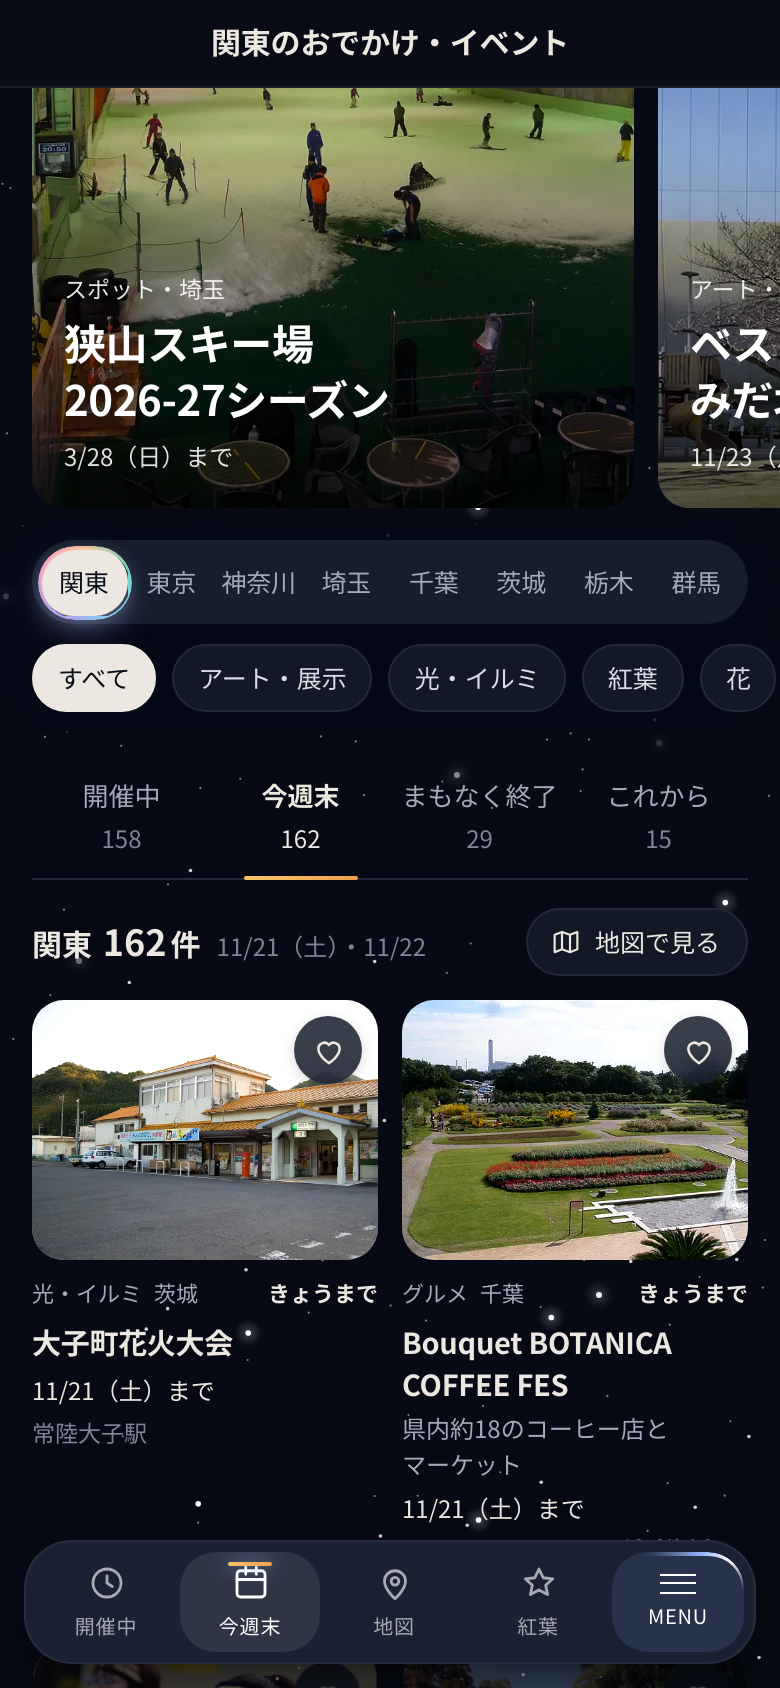 関東のおでかけ・イベント
20:50
スポット・埼玉
狭山スキー場
2026-27シーズン
3/28（日）まで
アート・
ベス
みだ
11/23（
関東 東京 神奈川 埼玉 千葉 茨城 栃木 群馬
すべて アート・展示 光・イルミ 紅葉 花
開催中 今週末 まもなく終了 これから
158 162 29 15
関東 162件 11/21（土）・11/22 地図で見る
光・イルミ 茨城 きょうまで
大子町花火大会
11/21（土）まで
常陸大子駅
グルメ 千葉 きょうまで
Bouquet BOTANICA
COFFEE FES
県内約18のコーヒー店と
マーケット
11/21（土）まで
開催中 今週末 地図 紅葉 MENU